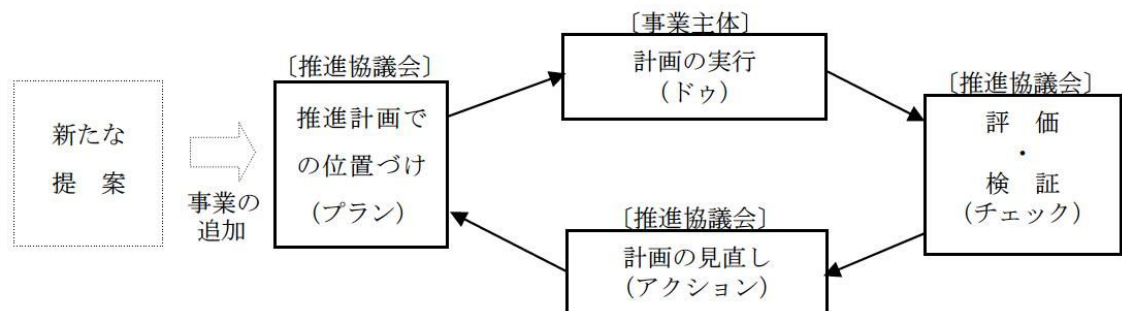 新たな
提　案
事業の
追加
〔推進協議会〕
推進計画で
の位置づけ
(プラン)
〔事業主体〕
計画の実行
(ドゥ)
〔推進協議会〕
評　価
・
検　証
(チェック)
〔推進協議会〕
計画の見直し
(アクション)